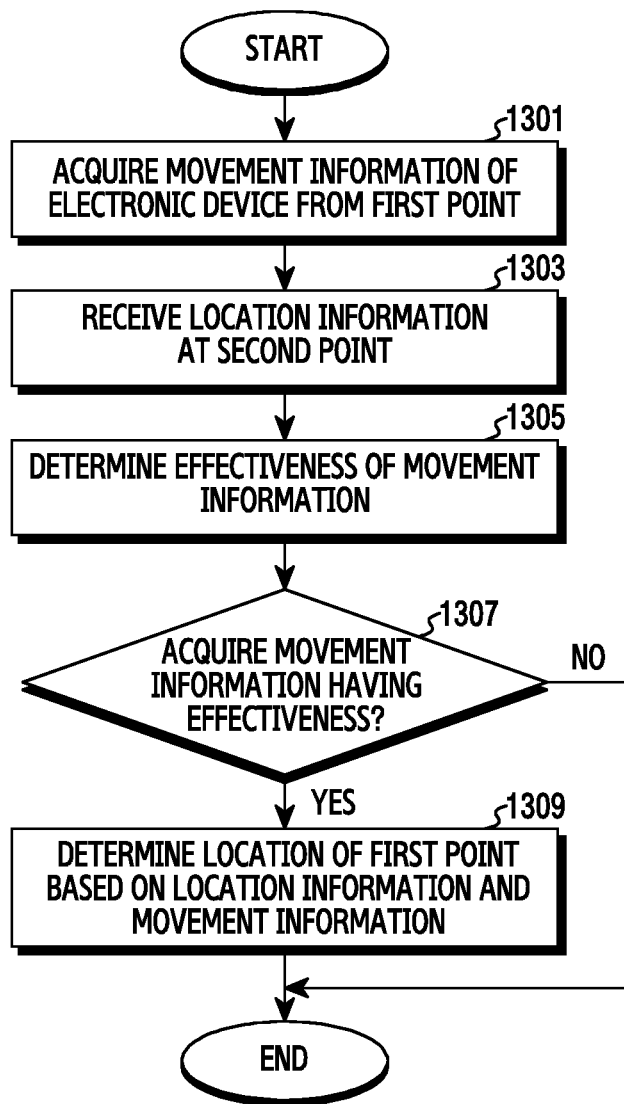 START
1301
ACQUIRE MOVEMENT INFORMATION OF
ELECTRONIC DEVICE FROM FIRST POINT
1303
RECEIVE LOCATION INFORMATION
AT SECOND POINT
1305
DETERMINE EFFECTIVENESS OF MOVEMENT
INFORMATION
1307
ACQUIRE MOVEMENT
INFORMATION HAVING
EFFECTIVENESS?
NO
YES
1309
DETERMINE LOCATION OF FIRST POINT
BASED ON LOCATION INFORMATION AND
MOVEMENT INFORMATION
END